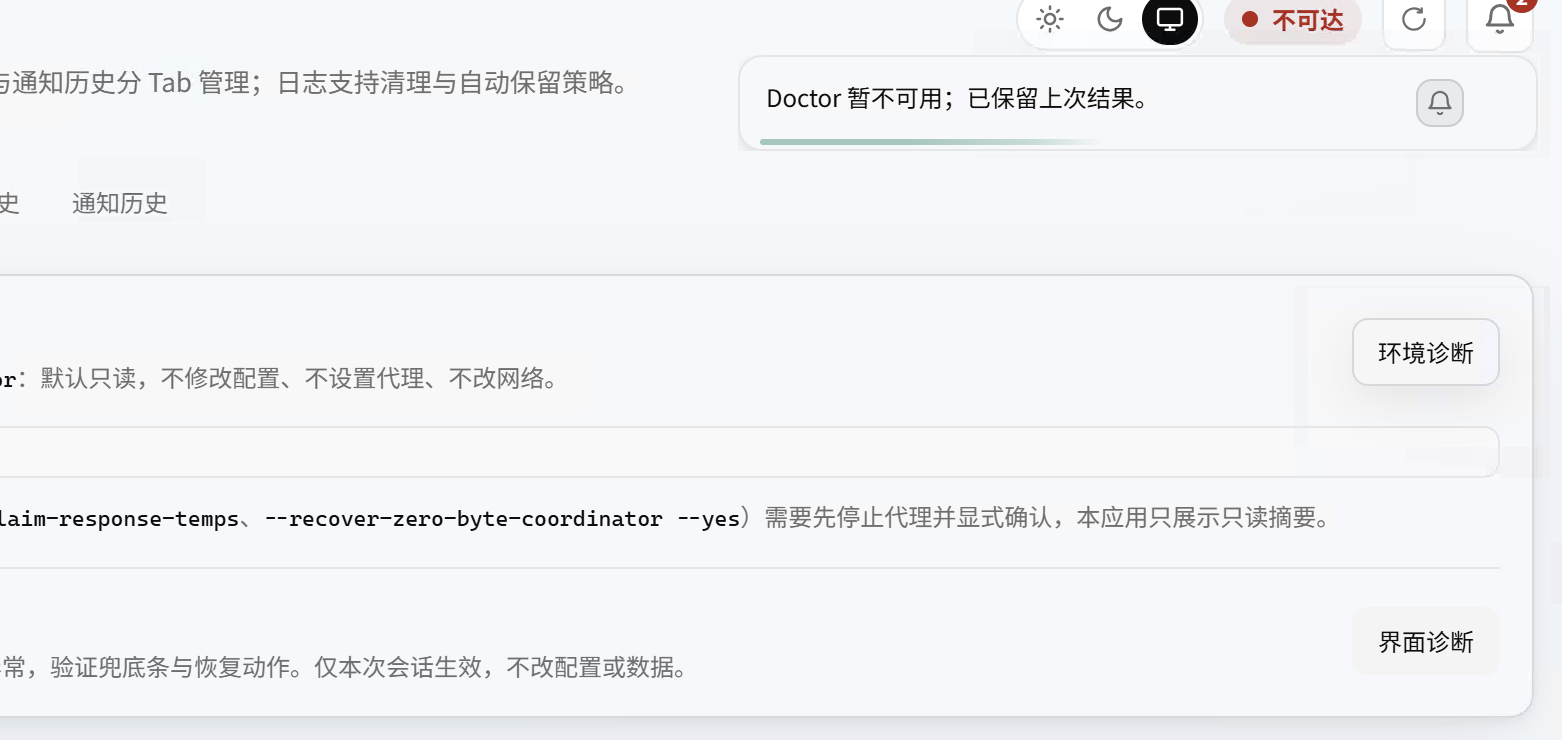 不可达
2
与通知历史分 Tab 管理；日志支持清理与自动保留策略。
Doctor 暂不可用；已保留上次结果。
史 通知历史
环境诊断
or：默认只读，不修改配置、不设置代理、不改网络。
laim-response-temps、--recover-zero-byte-coordinator --yes）需要先停止代理并显式确认，本应用只展示只读摘要。
界面诊断
常，验证兜底条与恢复动作。仅本次会话生效，不改配置或数据。